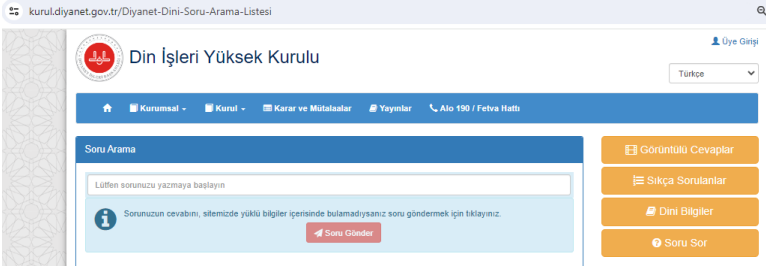 kurul.diyanet.gov.tr/Diyanet-Dini-Soru-Arama-Listesi
Üye Girişi
Din İşleri Yüksek Kurulu
Türkçe
Kurumsal
Kurul
Karar ve Mütalaalar
Yayınlar
Alo 190 / Fetva Hattı
Soru Arama
Lütfen sorunuzu yazmaya başlayın
Sorunuzun cevabını, sitemizde yüklü bilgiler içerisinde bulamadıysanız soru göndermek için tıklayınız.
Soru Gönder
Görüntülü Cevaplar
Sıkça Sorulanlar
Dini Bilgiler
Soru Sor